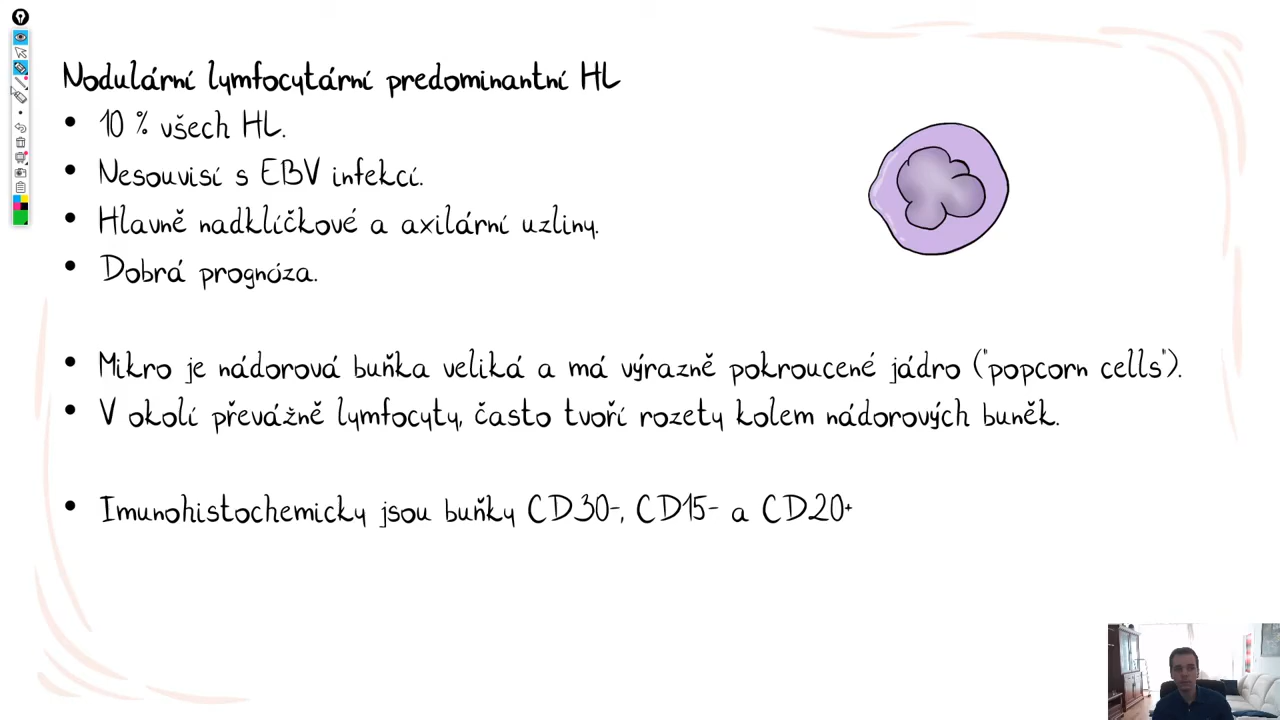 Nodulární lymfocytární predominantní HL
• 10 % všech HL.
• Nesouvisí s EBV infekcí.
• Hlavně nadklíčkové a axilární uzliny.
• Dobrá prognóza.
• Mikro je nádorová buňka veliká a má výrazně pokroucené jádro ("popcorn cells").
• V okolí převážně lymfocyty, často tvoří rozety kolem nádorových buněk.
• Imunohistochemicky jsou buňky CD30-, CD15- a CD20+